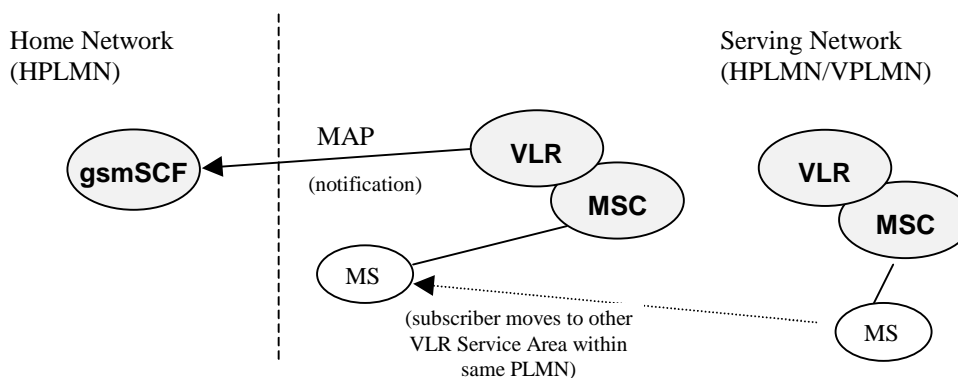 Home Network
(HPLMN)
Serving Network
(HPLMN/VPLMN)
MAP
gsmSCF
(notification)
VLR
MSC
VLR
MSC
MS
MS
(subscriber moves to other
VLR Service Area within
same PLMN)